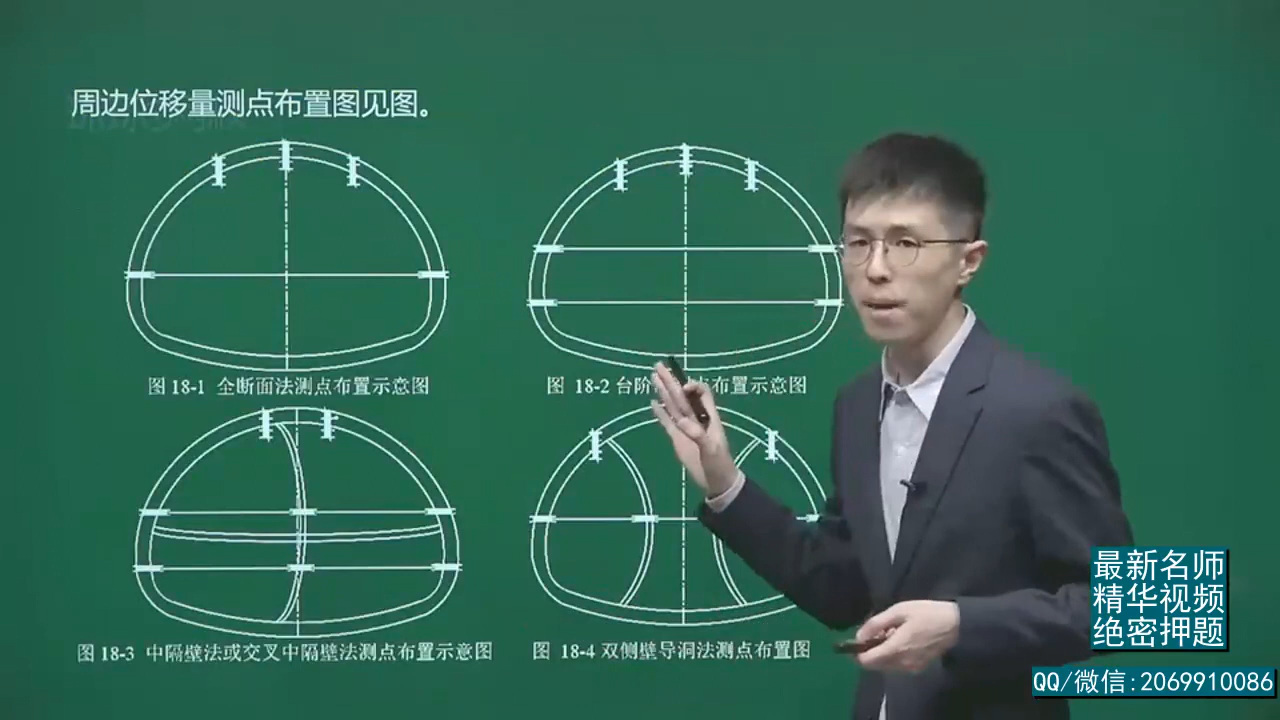 周边位移量测点布置图见图。
图 18-1 全断面法测点布置示意图
图 18-2 台阶 布置示意图
图 18-3 中隔壁法或交叉中隔壁法测点布置示意图
图 18-4 双侧壁导洞法测点布置图
最新名师
精华视频
绝密押题
QQ/微信:2069910086